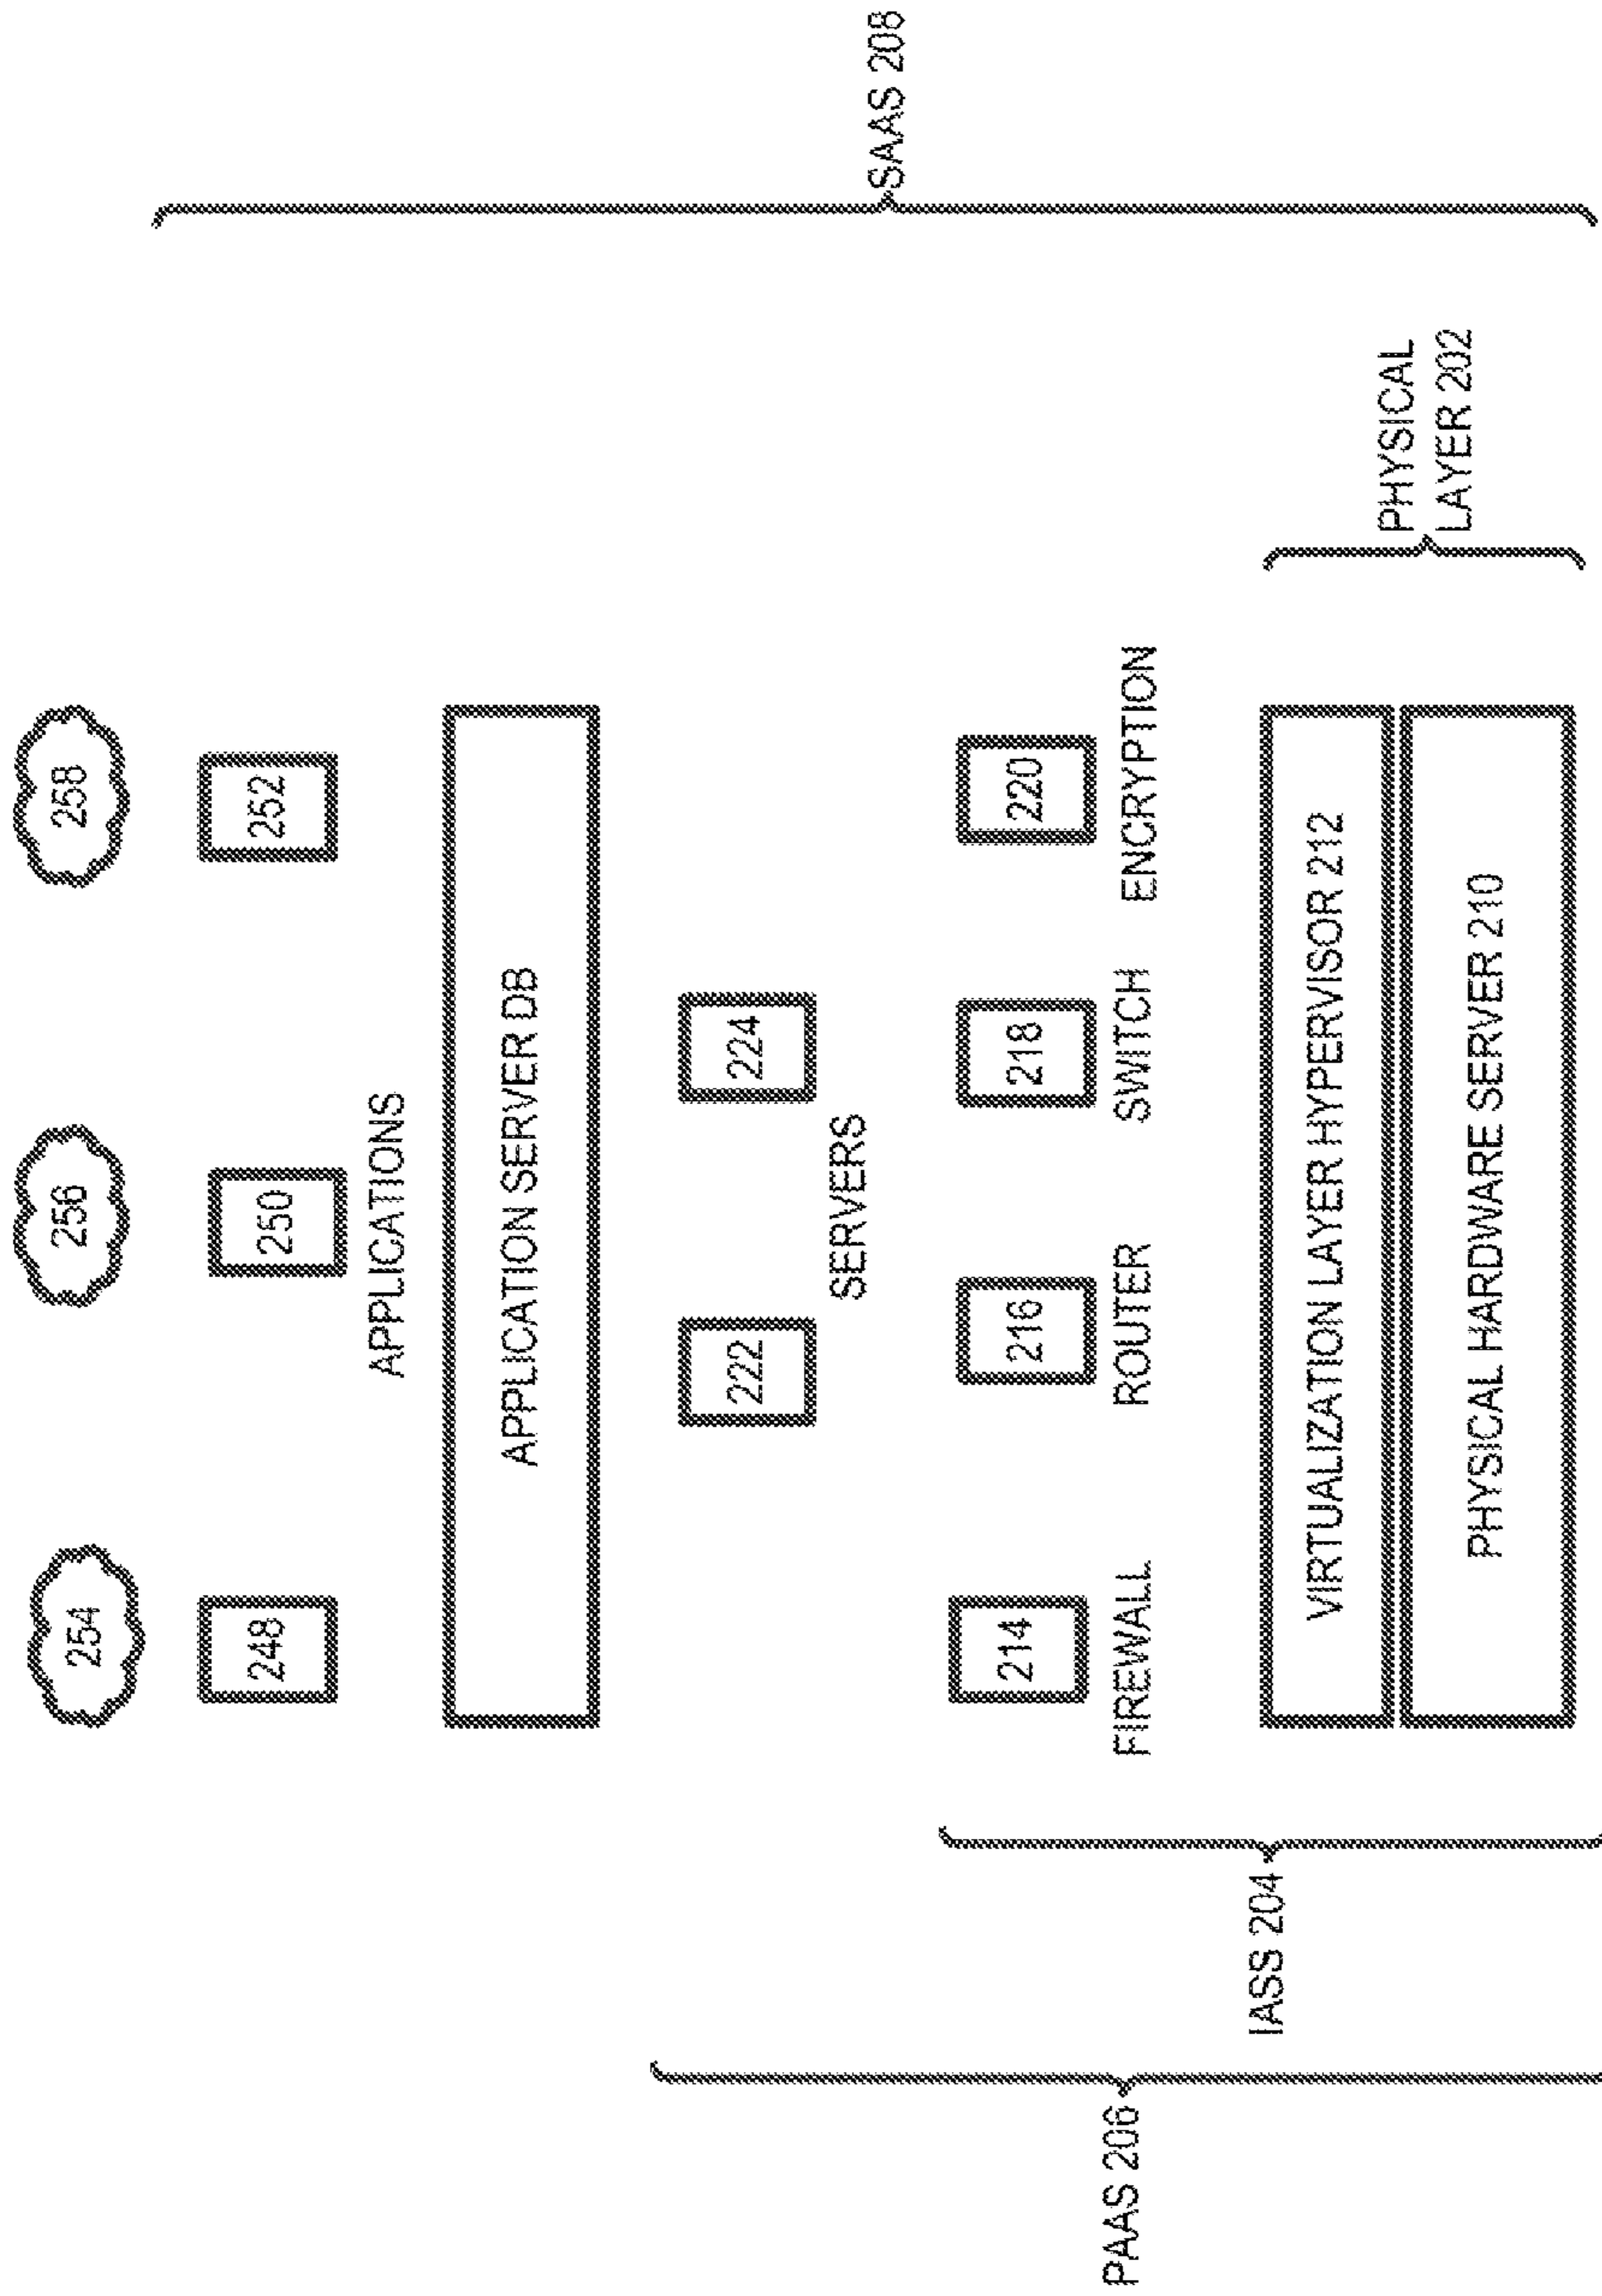 254
256
258
248
250
252
APPLICATIONS
APPLICATION SERVER DB
222
224
SERVERS
214
216
218
220
FIREWALL
ROUTER
SWITCH
ENCRYPTION
VIRTUALIZATION LAYER HYPERVISOR 212
PHYSICAL HARDWARE SERVER 210
PAAS 206
IASS 204
PHYSICAL
LAYER 202
SAAS 208